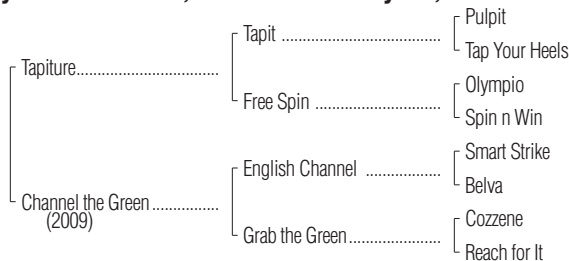 Pulpit
Tapit
Tap Your Heels
Tapiture
Olympio
Free Spin
Spin n Win
Smart Strike
English Channel
Belva
Channel the Green
(2009)
Cozzene
Grab the Green
Reach for It